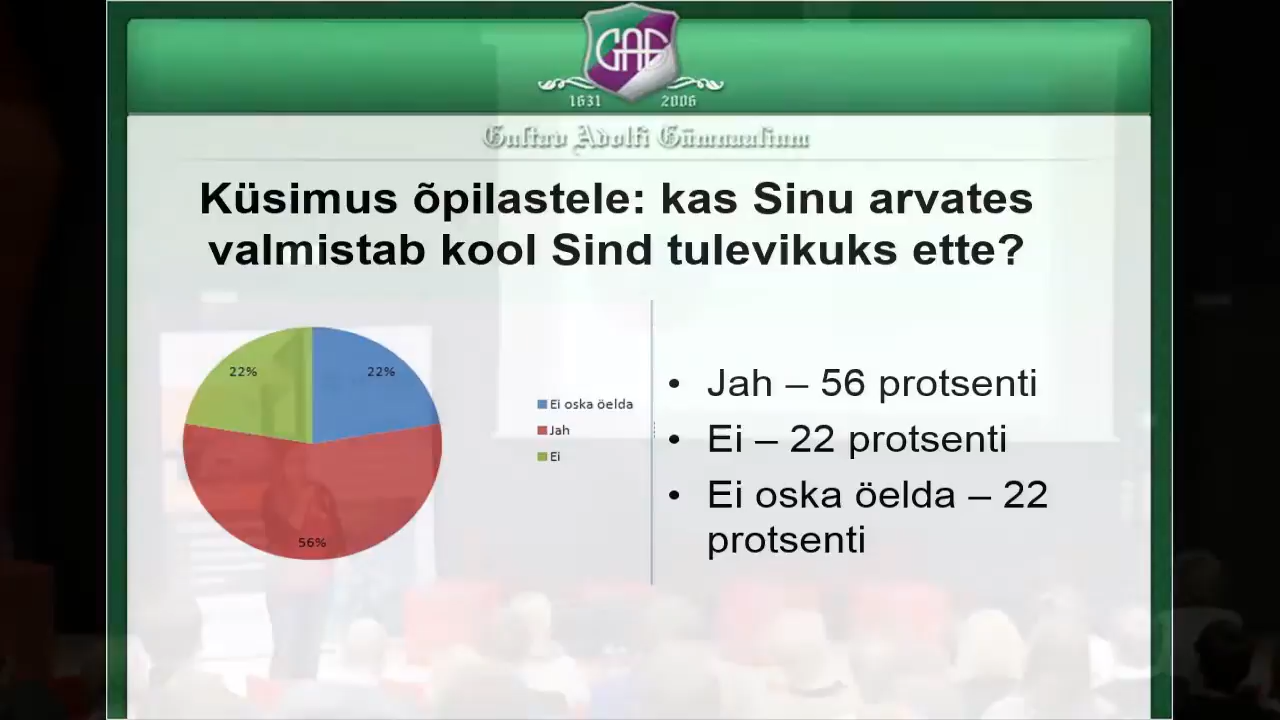 GAG
1631 2006
Gustav Adolfi Gümnaasium
Küsimus õpilastele: kas Sinu arvates
valmistab kool Sind tulevikuks ette?
22%
22%
56%
Ei oska öelda
Jah
Ei
• Jah – 56 protsenti
• Ei – 22 protsenti
• Ei oska öelda – 22
protsenti